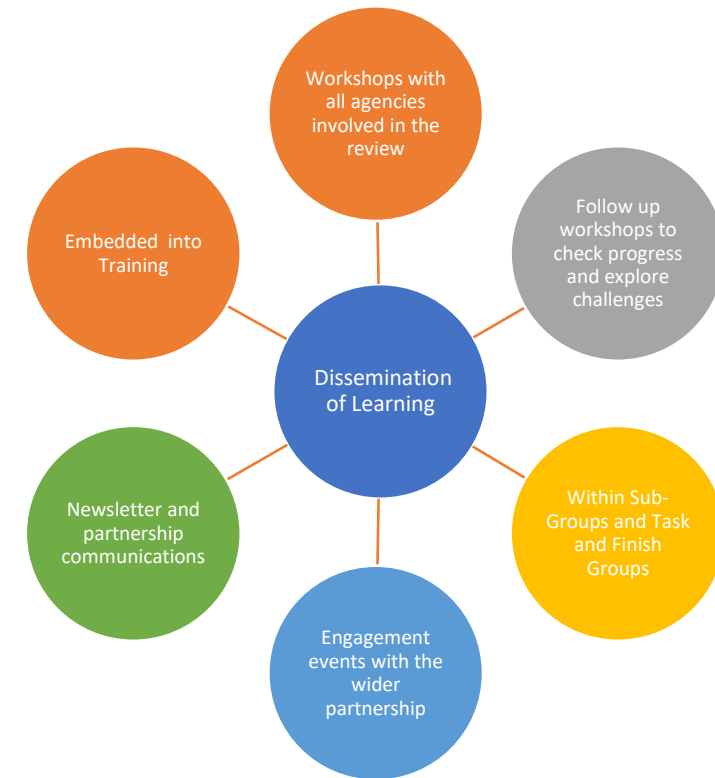 Workshops with
all agencies
involved in the
review
Follow up
workshops to
check progress
and explore
challenges
Embedded into
Training
Dissemination
of Learning
Newsletter and
partnership
communications
Within Sub-
Groups and Task
and Finish
Groups
Engagement
events with the
wider
partnership